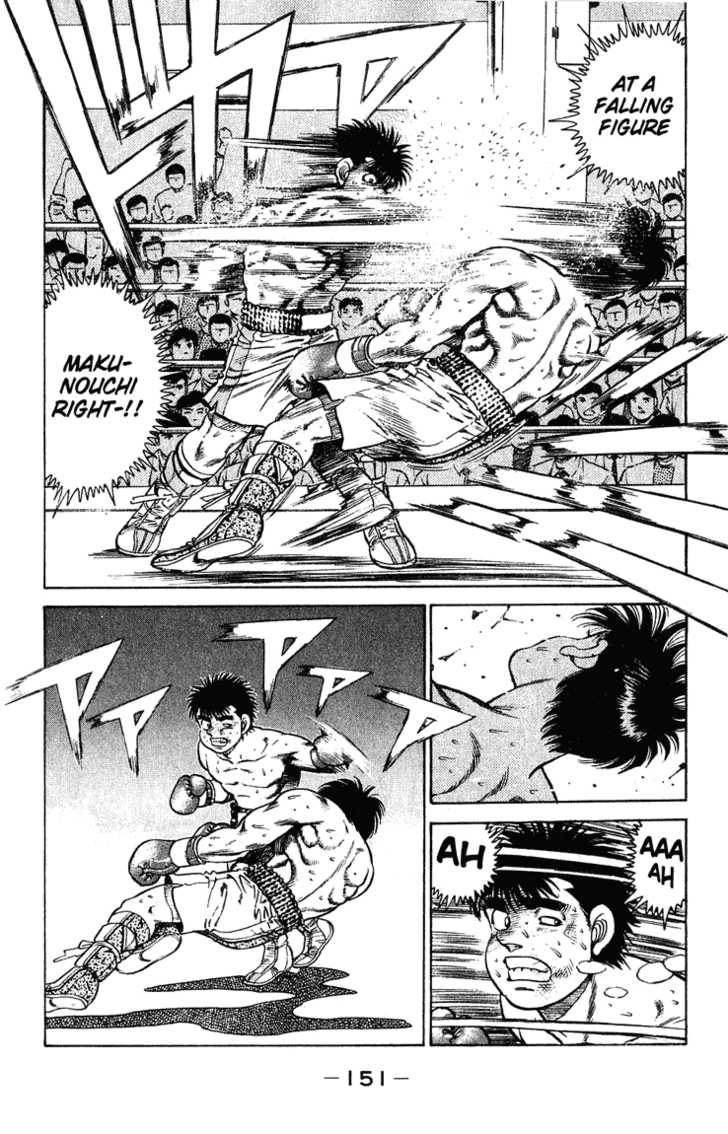 AT A
FALLING
FIGURE
MAKU-
NOUCHI
RIGHT-!!
AAA
AH
AH
-151-